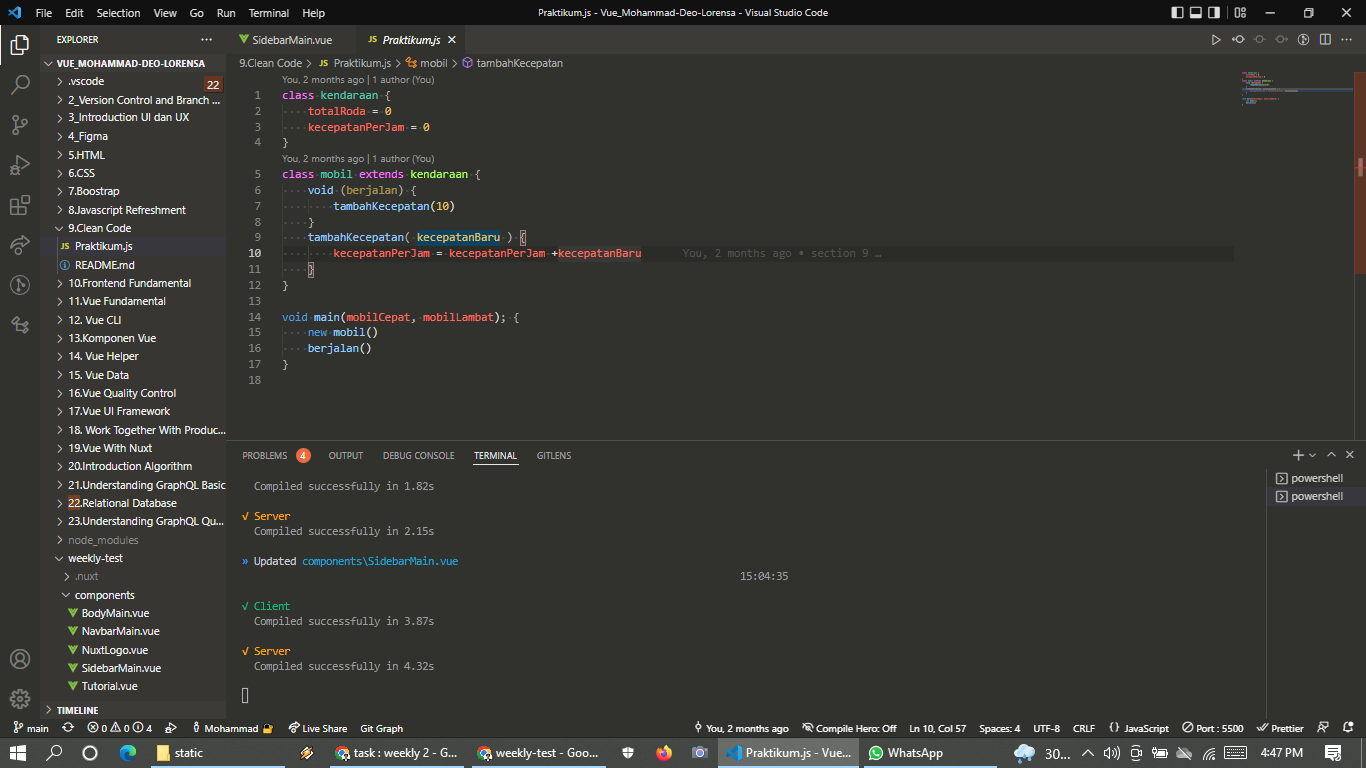 File Edit Selection View Go Run Terminal Help
Praktikum.js - Vue_Mohammad-Deo-Lorensa - Visual Studio Code
EXPLORER
VUE_MOHAMMAD-DEO-LORENSA
.vscode
22
2_Version Control and Branch ...
3_Introduction UI dan UX
4_Figma
5.HTML
6.CSS
7.Boostrap
8Javascript Refreshment
9.Clean Code
JS Praktikum.js
README.md
10.Frontend Fundamental
11.Vue Fundamental
12. Vue CLI
13.Komponen Vue
14. Vue Helper
15. Vue Data
16.Vue Quality Control
17.Vue UI Framework
18. Work Together With Produc...
19.Vue With Nuxt
20.Introduction Algorithm
21.Understanding GraphQL Basic
22.Relational Database
23.Understanding GraphQL Qu...
node_modules
weekly-test
.nuxt
components
BodyMain.vue
NavbarMain.vue
NuxtLogo.vue
SidebarMain.vue
Tutorial.vue
TIMELINE
SidebarMain.vue
JS Praktikum.js
9.Clean Code > JS Praktikum.js > mobil > tambahKecepatan
You, 2 months ago | 1 author (You)
1 class kendaraan {
2 totalRoda = 0
3 kecepatanPerJam = 0
4 }
You, 2 months ago | 1 author (You)
5 class mobil extends kendaraan {
6 void (berjalan) {
7 tambahKecepatan(10)
8 }
9 tambahKecepatan( kecepatanBaru ) {
10 kecepatanPerJam = kecepatanPerJam +kecepatanBaru You, 2 months ago • section 9 …
11 }
12 }
13
14 void main(mobilCepat, mobilLambat); {
15 new mobil()
16 berjalan()
17 }
18
PROBLEMS 4 OUTPUT DEBUG CONSOLE TERMINAL GITLENS
Compiled successfully in 1.82s
√ Server
Compiled successfully in 2.15s
» Updated components\SidebarMain.vue
15:04:35
√ Client
Compiled successfully in 3.87s
√ Server
Compiled successfully in 4.32s
powershell
powershell
main 0 0 4 Mohammad Live Share Git Graph You, 2 months ago Compile Hero: Off Ln 10, Col 57 Spaces: 4 UTF-8 CRLF {} JavaScript Port : 5500 Prettier
static task : weekly 2 - G... weekly-test - Goo... Praktikum.js - Vue... WhatsApp 30... 4:47 PM